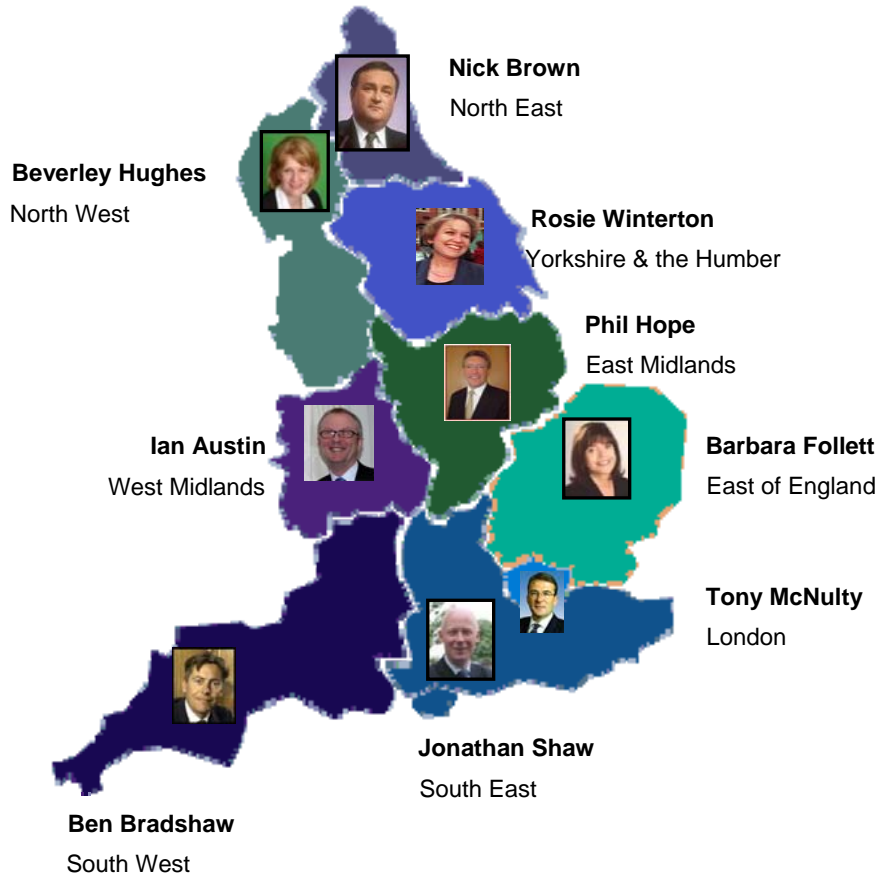 Nick Brown
North East
Beverley Hughes
North West
Rosie Winterton
Yorkshire & the Humber
Phil Hope
East Midlands
Ian Austin
West Midlands
Barbara Follett
East of England
Tony McNulty
London
Jonathan Shaw
South East
Ben Bradshaw
South West